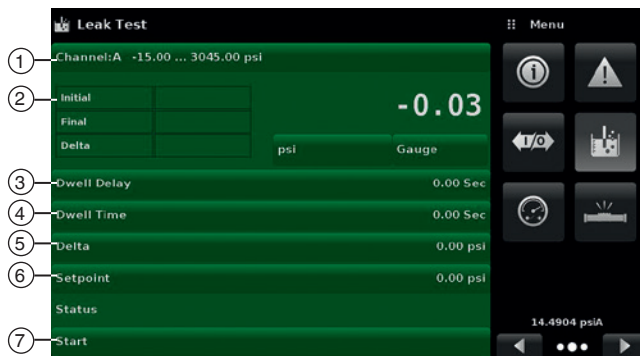 Leak Test
Menu
1
Channel:A -15.00 ... 3045.00 psi
2
Initial
Final
Delta
-0.03
psi
Gauge
I/O
3
Dwell Delay 0.00 Sec
4
Dwell Time 0.00 Sec
5
Delta 0.00 psi
6
Setpoint 0.00 psi
Status
14.4904 psiA
7
Start